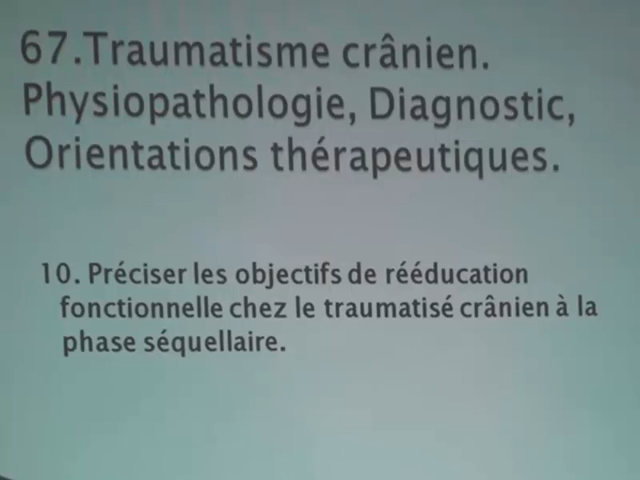 67.Traumatisme crânien.
Physiopathologie, Diagnostic,
Orientations thérapeutiques.
10. Préciser les objectifs de rééducation
fonctionnelle chez le traumatisé crânien à la
phase séquellaire.